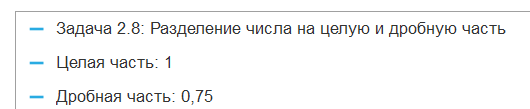 Задача 2.8: Разделение числа на целую и дробную часть
Целая часть: 1
Дробная часть: 0,75